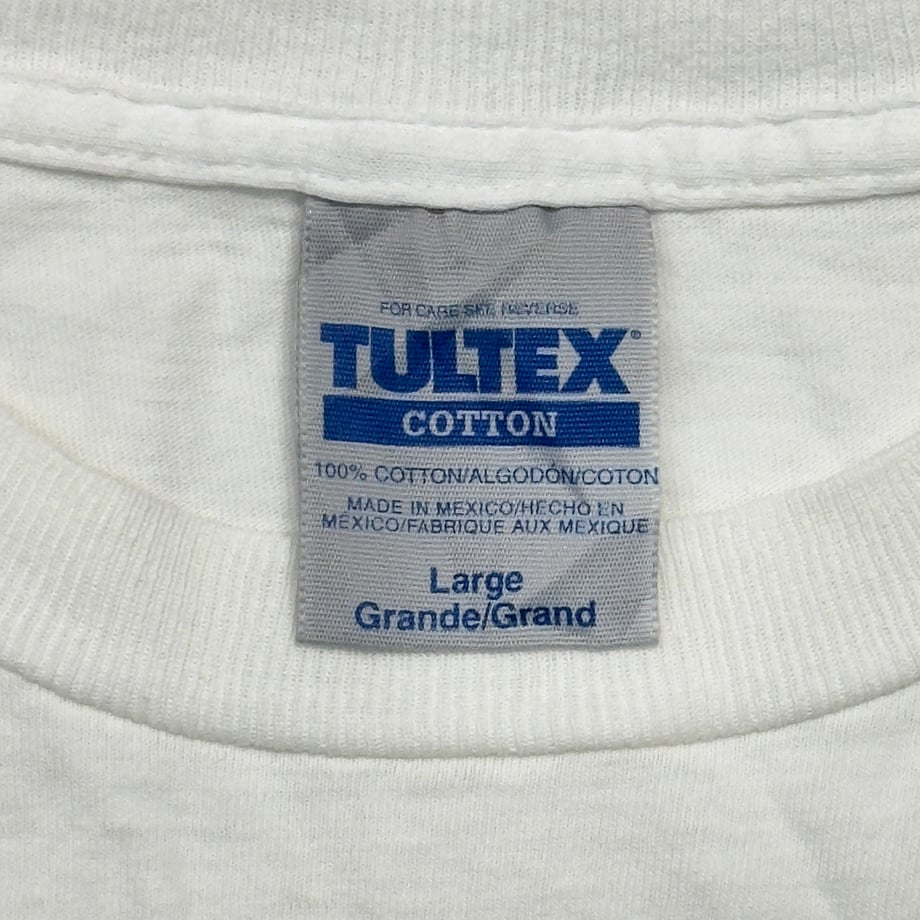 FOR CARE SEE REVERSE
TULTEX®
COTTON
100% COTTON/ALGODÓN/COTON
MADE IN MEXICO/HECHO EN
MÉXICO/FABRIQUE AUX MEXIQUE
Large
Grande/Grand